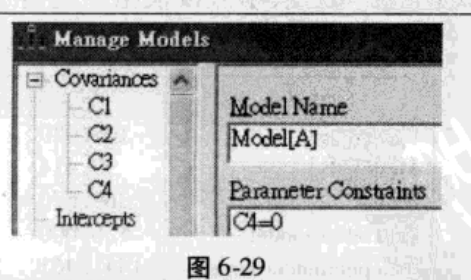 Manage Models
Covariances
C1
C2
C3
C4
Intercepts
Model Name
Model[A]
Parameter Constraints
C4=0
图 6-29